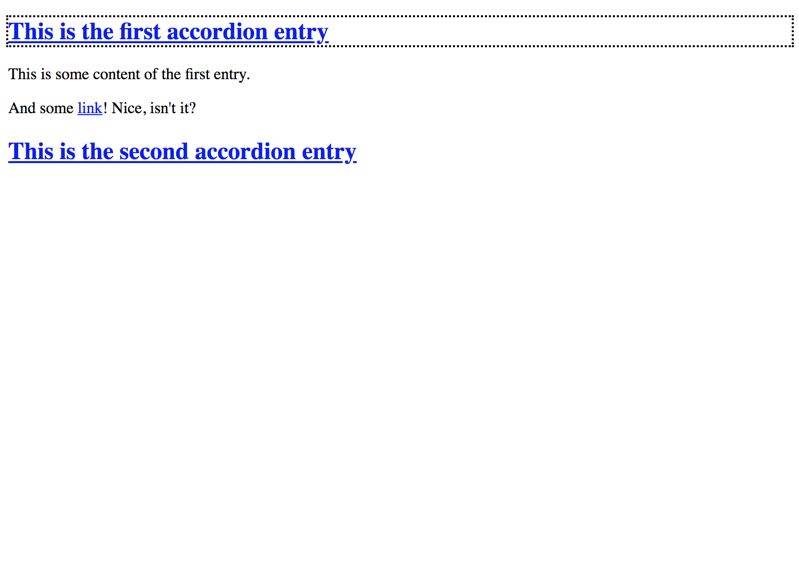 This is the first accordion entry
This is some content of the first entry.
And some link! Nice, isn't it?
This is the second accordion entry